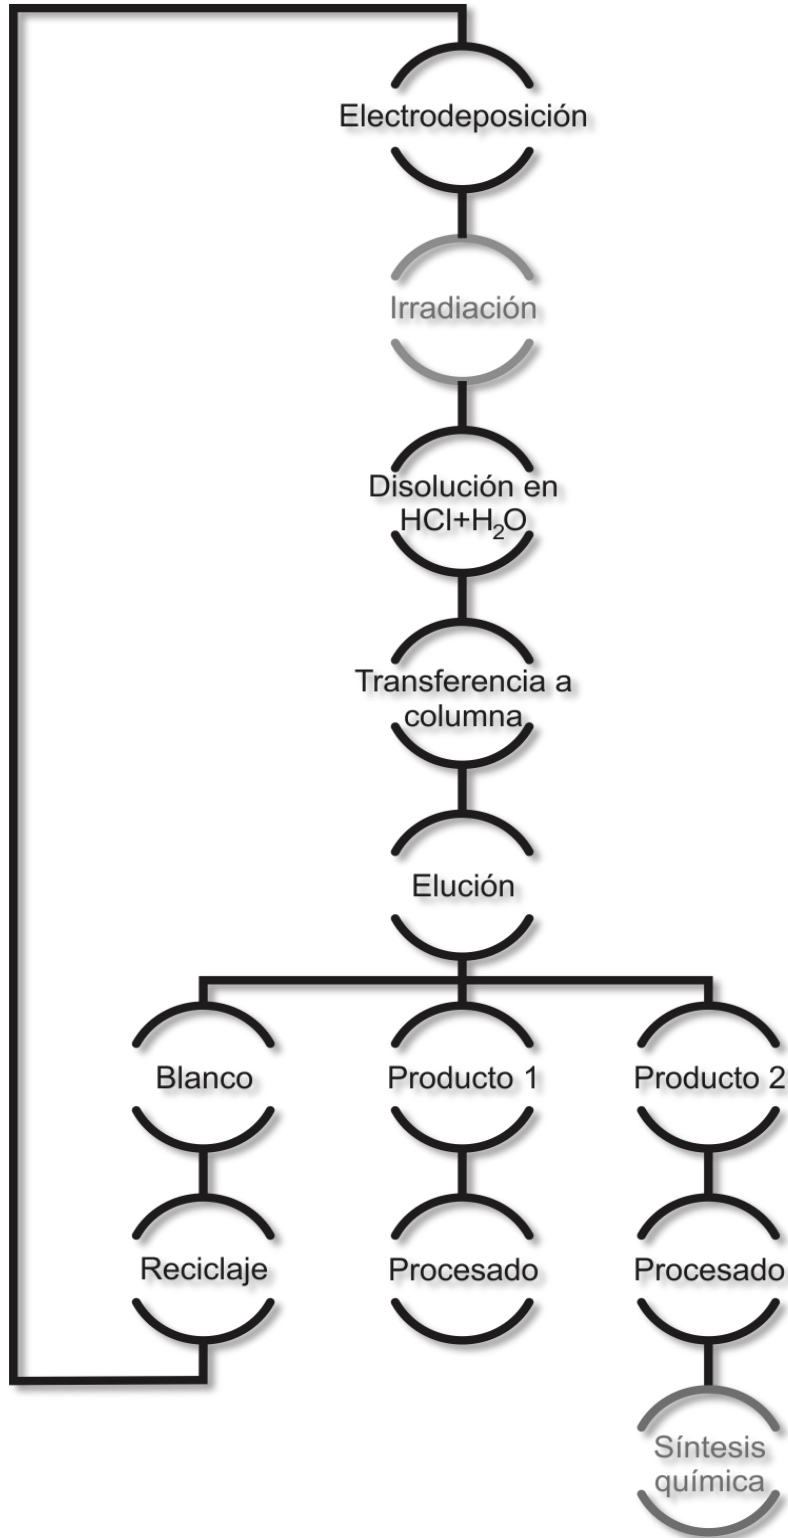 Electrodeposición
Irradiación
Disolución en
HCl+H₂O
Transferencia a
columna
Elución
Blanco
Producto 1
Producto 2
Reciclaje
Procesado
Procesado
Síntesis
química